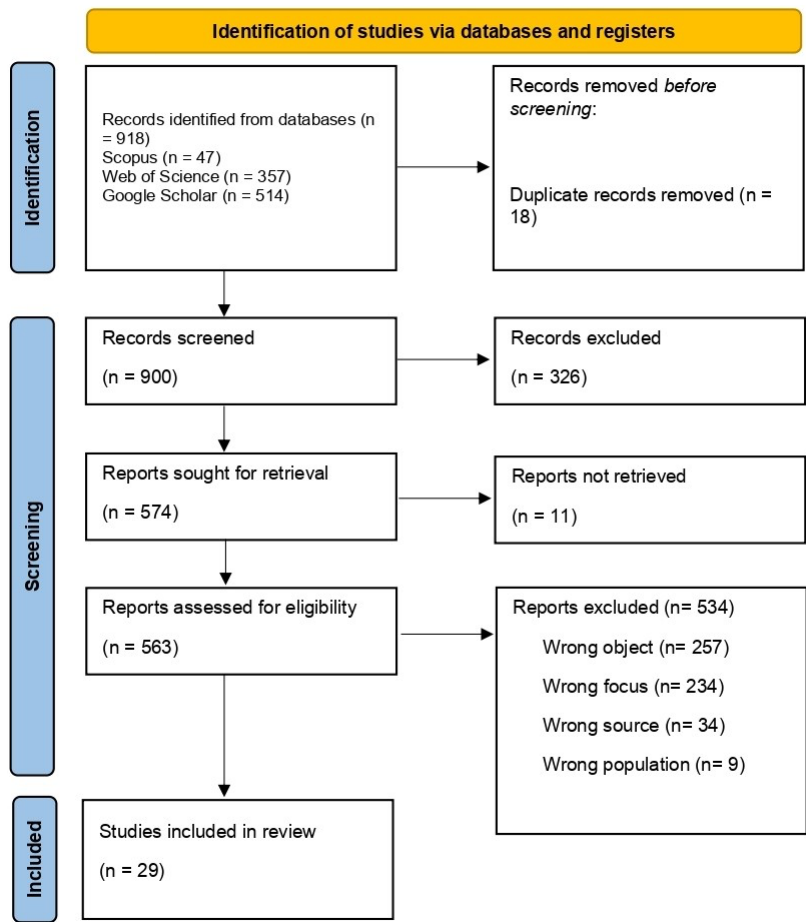 Identification of studies via databases and registers
Identification
Records identified from databases (n
= 918)
Scopus (n = 47)
Web of Science (n = 357)
Google Scholar (n = 514)
Records removed before
screening:
Duplicate records removed (n =
18)
Screening
Records screened
(n = 900)
Records excluded
(n = 326)
Reports sought for retrieval
(n = 574)
Reports not retrieved
(n = 11)
Reports assessed for eligibility
(n = 563)
Reports excluded (n= 534)
Wrong object (n= 257)
Wrong focus (n= 234)
Wrong source (n= 34)
Wrong population (n= 9)
Included
Studies included in review
(n = 29)